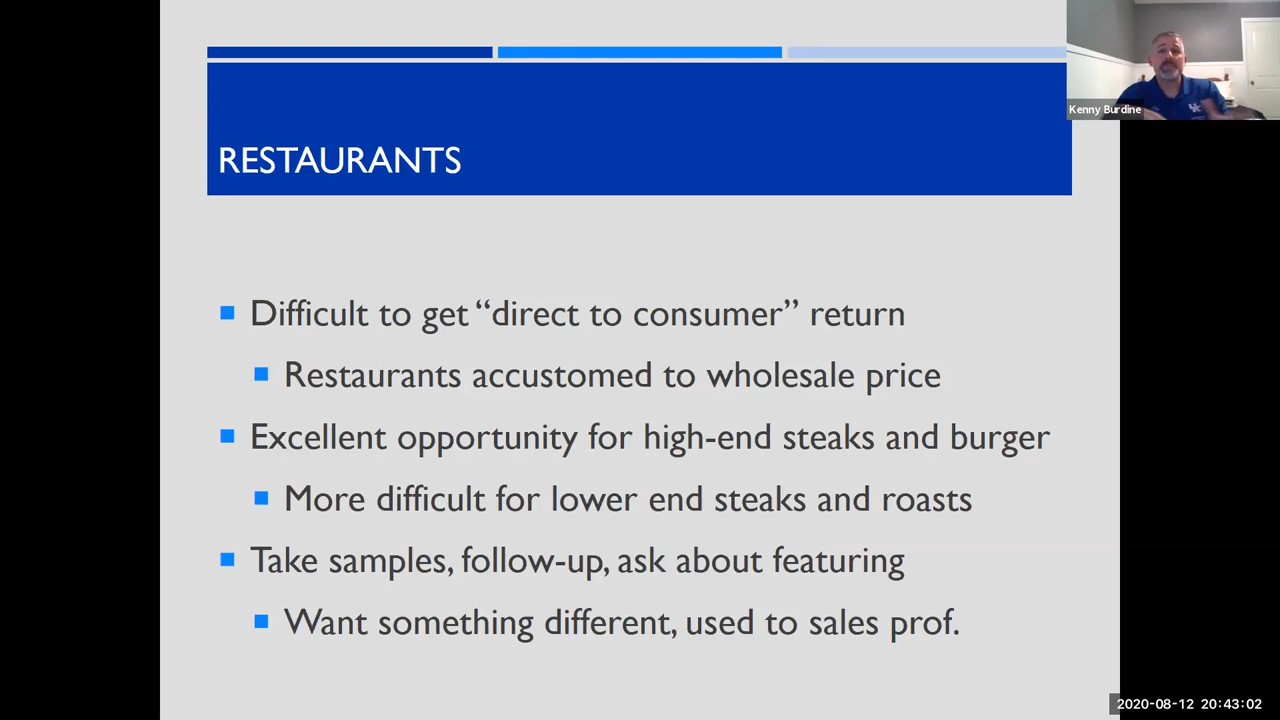 Kenny Burdine
RESTAURANTS
Difficult to get “direct to consumer” return
Restaurants accustomed to wholesale price
Excellent opportunity for high-end steaks and burger
More difficult for lower end steaks and roasts
Take samples, follow-up, ask about featuring
Want something different, used to sales prof.
2020-08-12 20:43:02